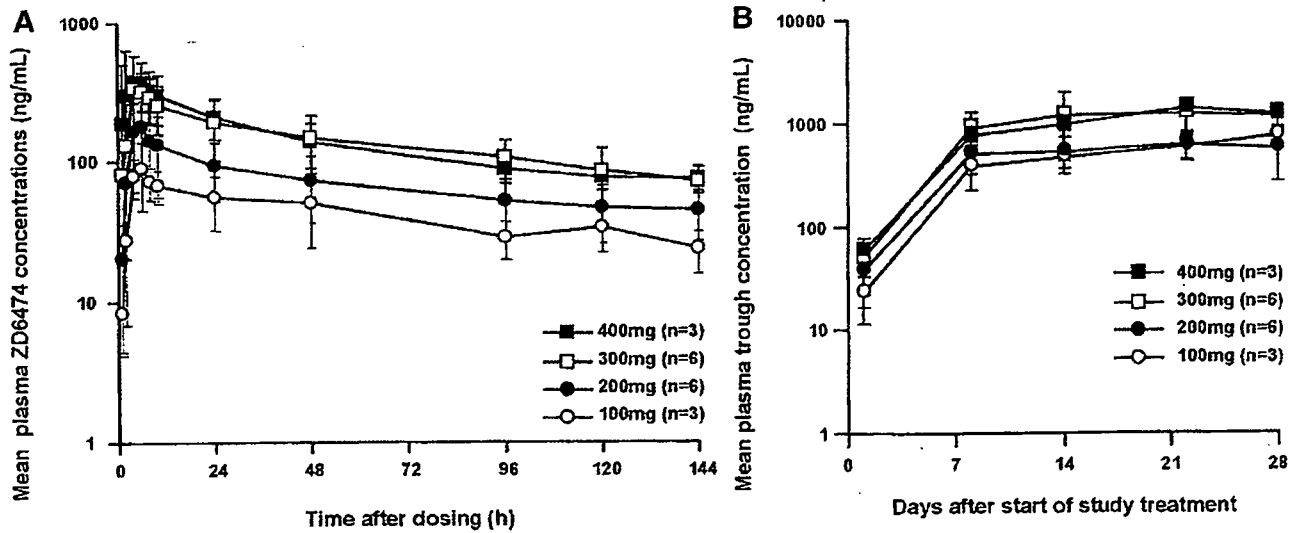 A
Mean plasma ZD6474 concentrations (ng/mL)
1000
100
10
1
0 24 48 72 96 120 144
Time after dosing (h)
400mg (n=3)
300mg (n=6)
200mg (n=6)
100mg (n=3)
B
Mean plasma trough concentration (ng/mL)
10000
1000
100
10
1
0 7 14 21 28
Days after start of study treatment
400mg (n=3)
300mg (n=6)
200mg (n=6)
100mg (n=3)